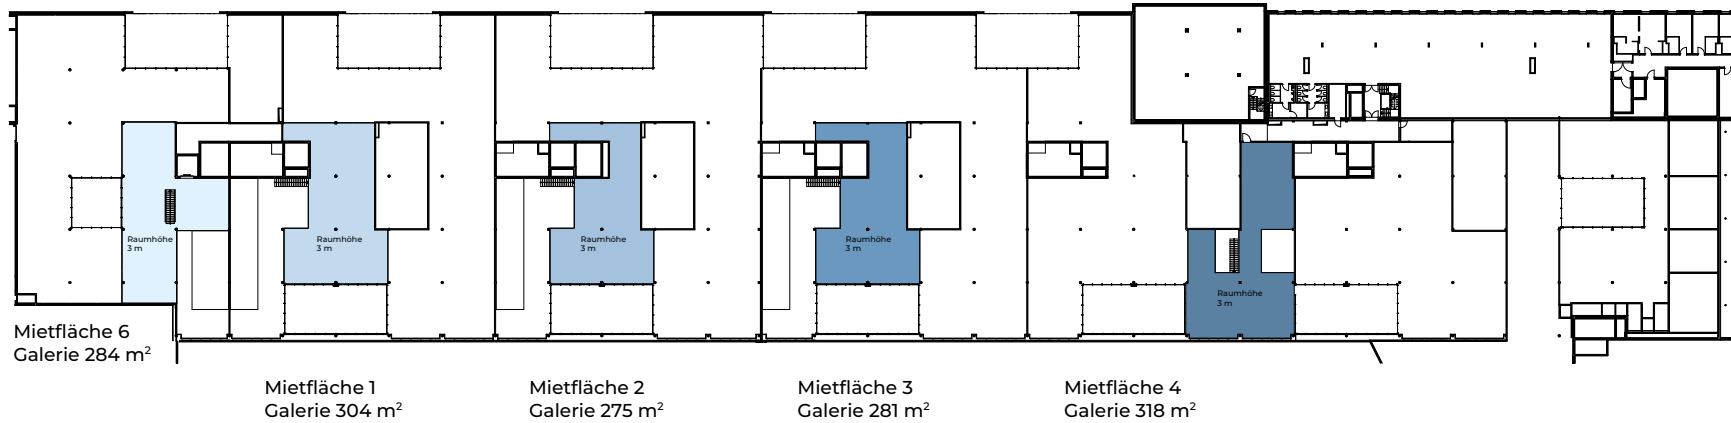 Raumhöhe
3 m
Raumhöhe
3 m
Raumhöhe
3 m
Raumhöhe
3 m
Raumhöhe
3 m
Mietfläche 6
Galerie 284 m²
Mietfläche 1
Galerie 304 m²
Mietfläche 2
Galerie 275 m²
Mietfläche 3
Galerie 281 m²
Mietfläche 4
Galerie 318 m²